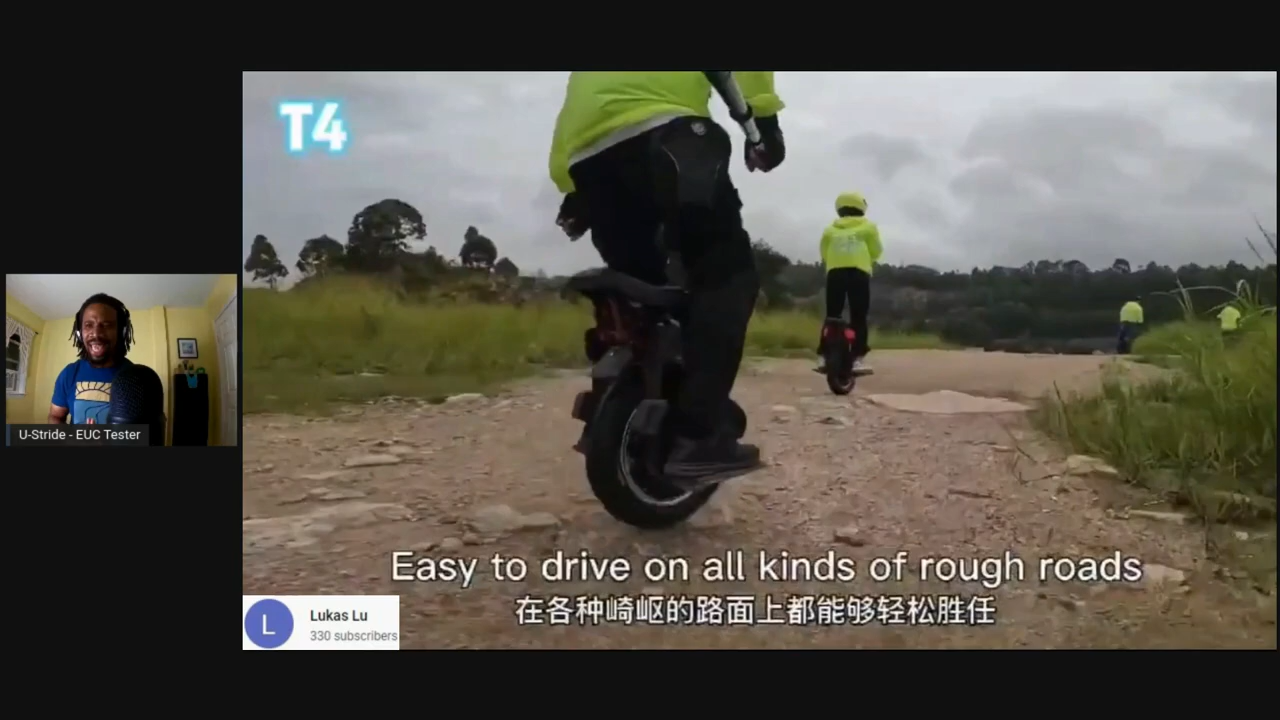 T4
U-Stride - EUC Tester
Easy to drive on all kinds of rough roads
在各种崎岖的路面上都能够轻松胜任
L
Lukas Lu
330 subscribers